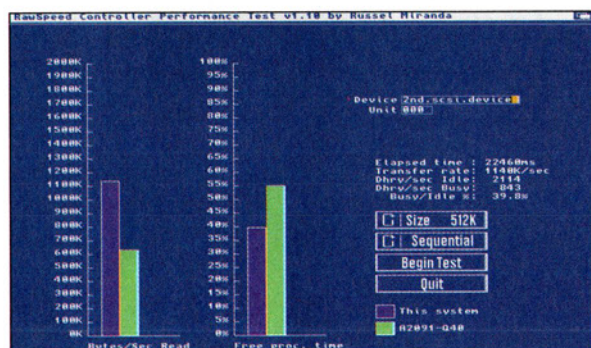 RawSpeed Controller Performance Test v1.10 by Russel Miranda
2000K
1900K
1800K
1700K
1600K
1500K
1400K
1300K
1200K
1100K
1000K
900K
800K
700K
600K
500K
400K
300K
200K
100K
0K
Bytes/Sec Read
100%
95%
90%
85%
80%
75%
70%
65%
60%
55%
50%
45%
40%
35%
30%
25%
20%
15%
10%
5%
0%
Free proc. time
Device 2nd.scsi.device
Unit 000
Elapsed time : 22460ms
Transfer rate: 1140K/sec
Dhry/sec Idle: 2114
Dhry/sec Busy: 843
Busy/Idle %: 39.8%
Size 512K
Sequential
Begin Test
Quit
This system
A2091-Q40